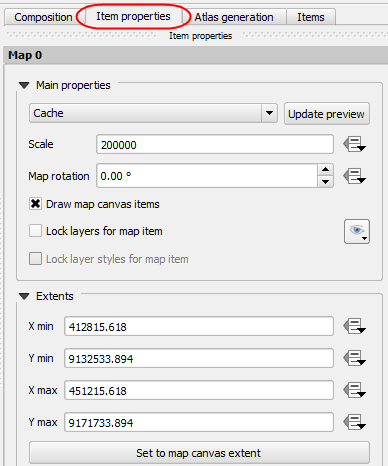 Composition Item properties Atlas generation Items
Item properties
Map 0
Main properties
Cache Update preview
Scale 200000
Map rotation 0.00 °
Draw map canvas items
Lock layers for map item
Lock layer styles for map item
Extents
X min 412815.618
Y min 9132533.894
X max 451215.618
Y max 9171733.894
Set to map canvas extent